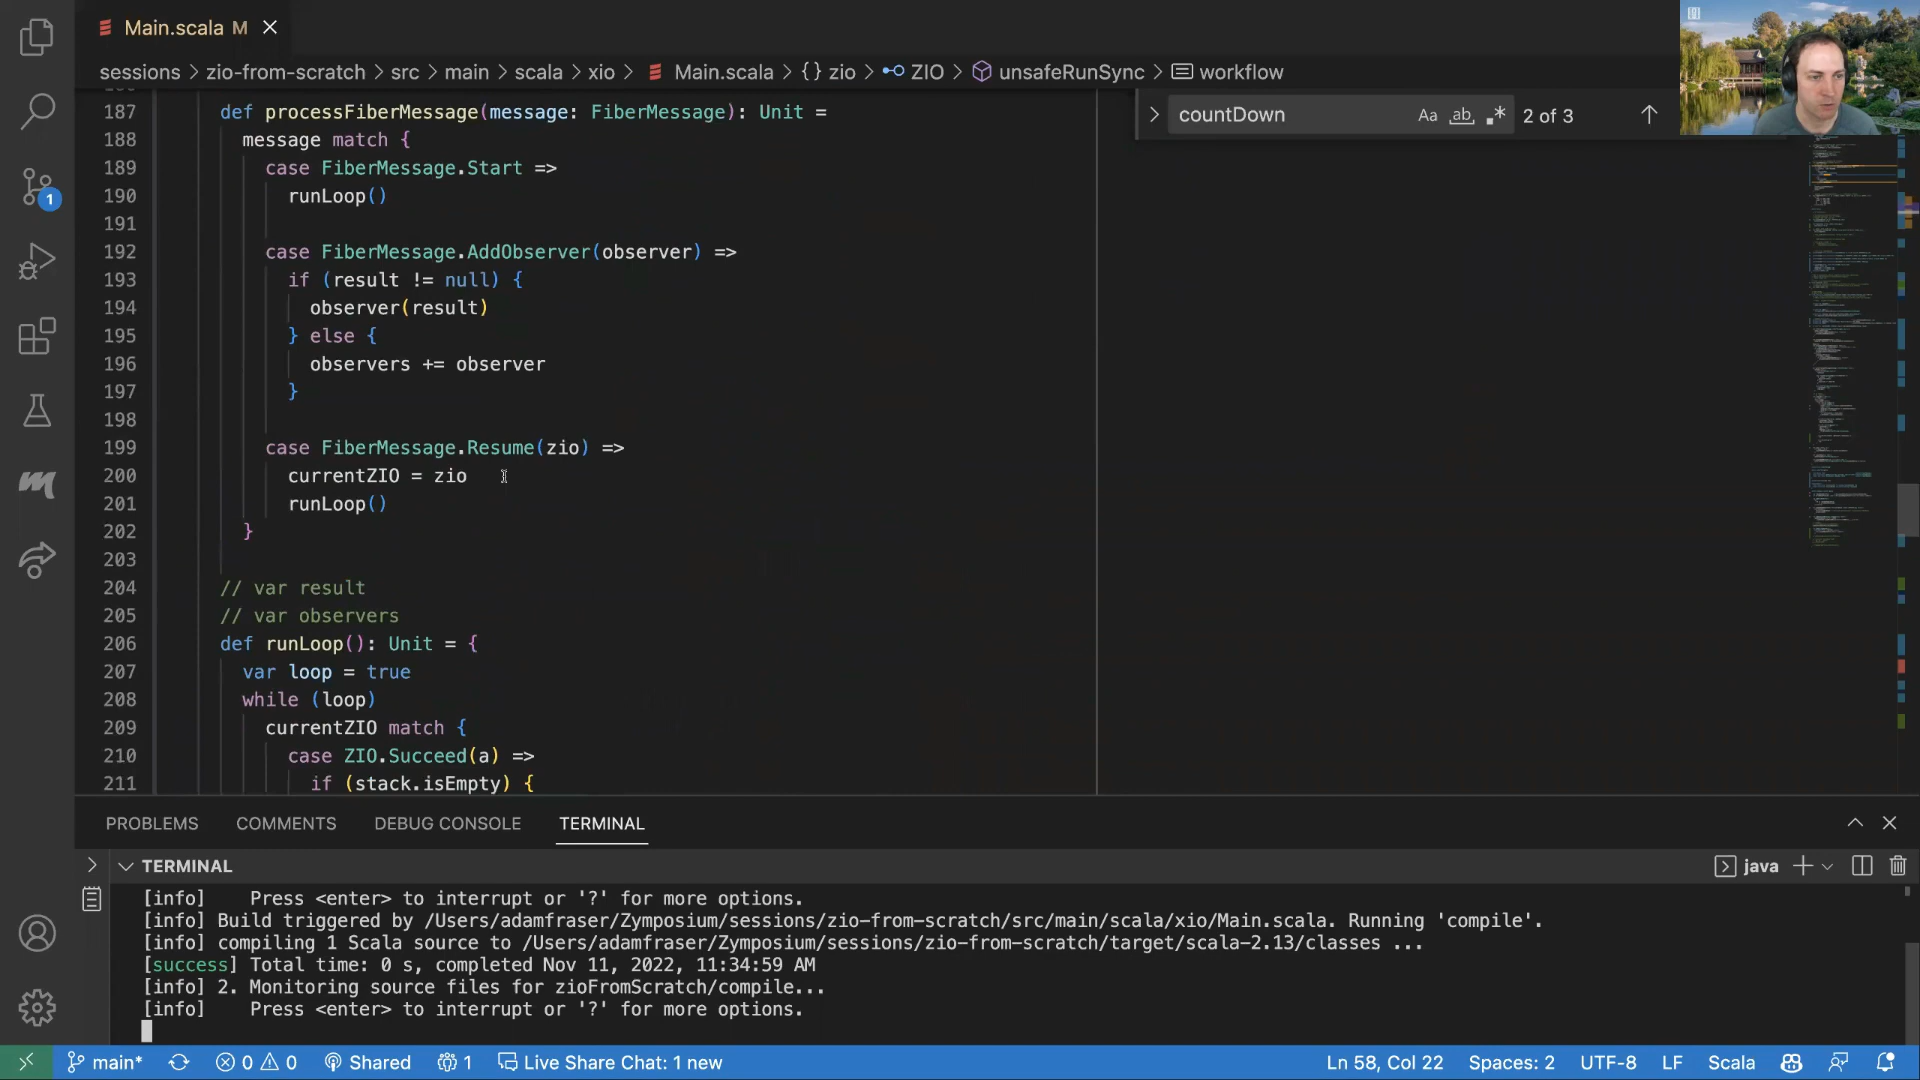 Main.scala M
sessions > zio-from-scratch > src > main > scala > xio > Main.scala > {} zio > ZIO > unsafeRunSync > workflow
countDown
Aa ab .* 2 of 3
187 def processFiberMessage(message: FiberMessage): Unit =
188 message match {
189 case FiberMessage.Start =>
190 runLoop()
191
192 case FiberMessage.AddObserver(observer) =>
193 if (result != null) {
194 observer(result)
195 } else {
196 observers += observer
197 }
198
199 case FiberMessage.Resume(zio) =>
200 currentZIO = zio
201 runLoop()
202 }
203
204 // var result
205 // var observers
206 def runLoop(): Unit = {
207 var loop = true
208 while (loop)
209 currentZIO match {
210 case ZIO.Succeed(a) =>
211 if (stack.isEmpty) {
1
PROBLEMS COMMENTS DEBUG CONSOLE TERMINAL
TERMINAL
java
[info] Press <enter> to interrupt or '?' for more options.
[info] Build triggered by /Users/adamfraser/Zymposium/sessions/zio-from-scratch/src/main/scala/xio/Main.scala. Running 'compile'.
[info] compiling 1 Scala source to /Users/adamfraser/Zymposium/sessions/zio-from-scratch/target/scala-2.13/classes ...
[success] Total time: 0 s, completed Nov 11, 2022, 11:34:59 AM
[info] 2. Monitoring source files for zioFromScratch/compile...
[info] Press <enter> to interrupt or '?' for more options.
main* 0 0 Shared 1 Live Share Chat: 1 new Ln 58, Col 22 Spaces: 2 UTF-8 LF Scala